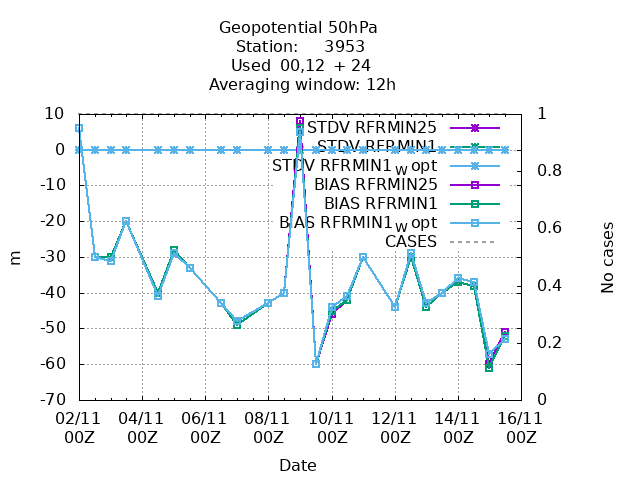 Geopotential 50hPa
Station: 3953
Used 00,12 + 24
Averaging window: 12h
10 1
STDV RFRMIN25
STDV RFRMIN1
0
STDV RFRMIN1w opt
0.8
-10 BIAS RFRMIN25
BIAS RFRMIN1
-20 BIAS RFRMIN1w opt 0.6
CASES
-30
m No cases
-40 0.4
-50
0.2
-60
-70 0
02/11 04/11 06/11 08/11 10/11 12/11 14/11 16/11
00Z 00Z 00Z 00Z 00Z 00Z 00Z 00Z
Date